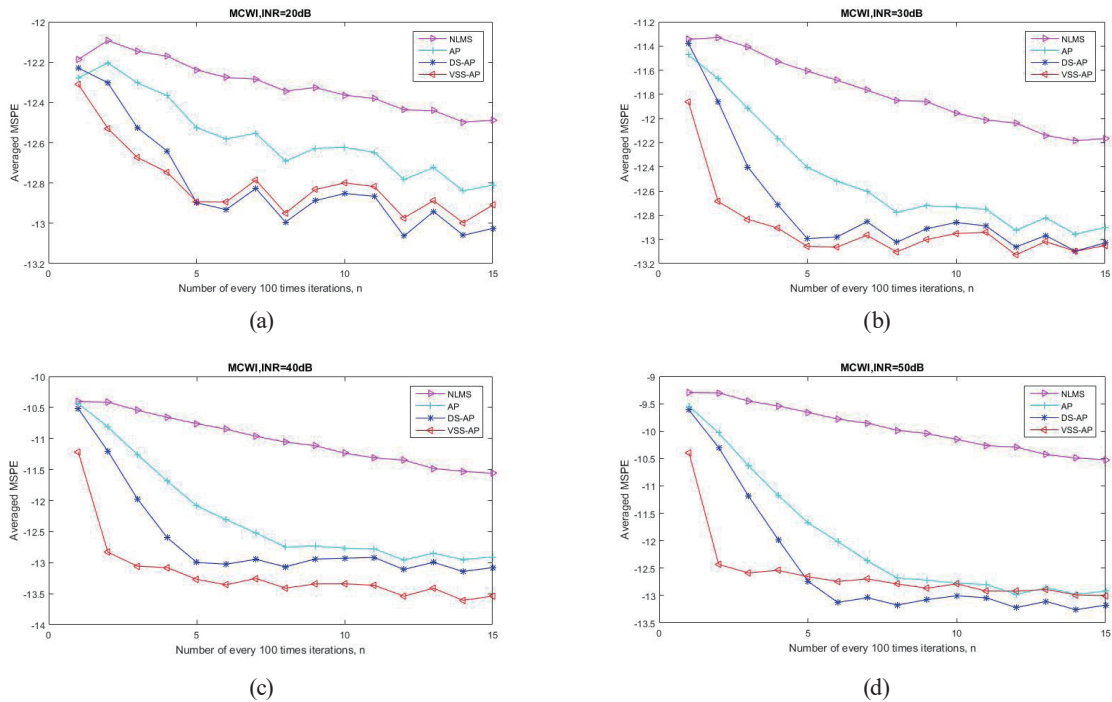 MCWI,INR=20dB
Averaged MSPE
-12
-12.2
-12.4
-12.6
-12.8
-13
-13.2
NLMS
AP
DS-AP
VSS-AP
0 5 10 15
Number of every 100 times iterations, n
(a)
MCWI,INR=30dB
Averaged MSPE
-11.2
-11.4
-11.6
-11.8
-12
-12.2
-12.4
-12.6
-12.8
-13
-13.2
NLMS
AP
DS-AP
VSS-AP
0 5 10 15
Number of every 100 times iterations, n
(b)
MCWI,INR=40dB
Averaged MSPE
-10
-10.5
-11
-11.5
-12
-12.5
-13
-13.5
-14
NLMS
AP
DS-AP
VSS-AP
0 5 10 15
Number of every 100 times iterations, n
(c)
MCWI,INR=50dB
Averaged MSPE
-9
-9.5
-10
-10.5
-11
-11.5
-12
-12.5
-13
-13.5
NLMS
AP
DS-AP
VSS-AP
0 5 10 15
Number of every 100 times iterations, n
(d)